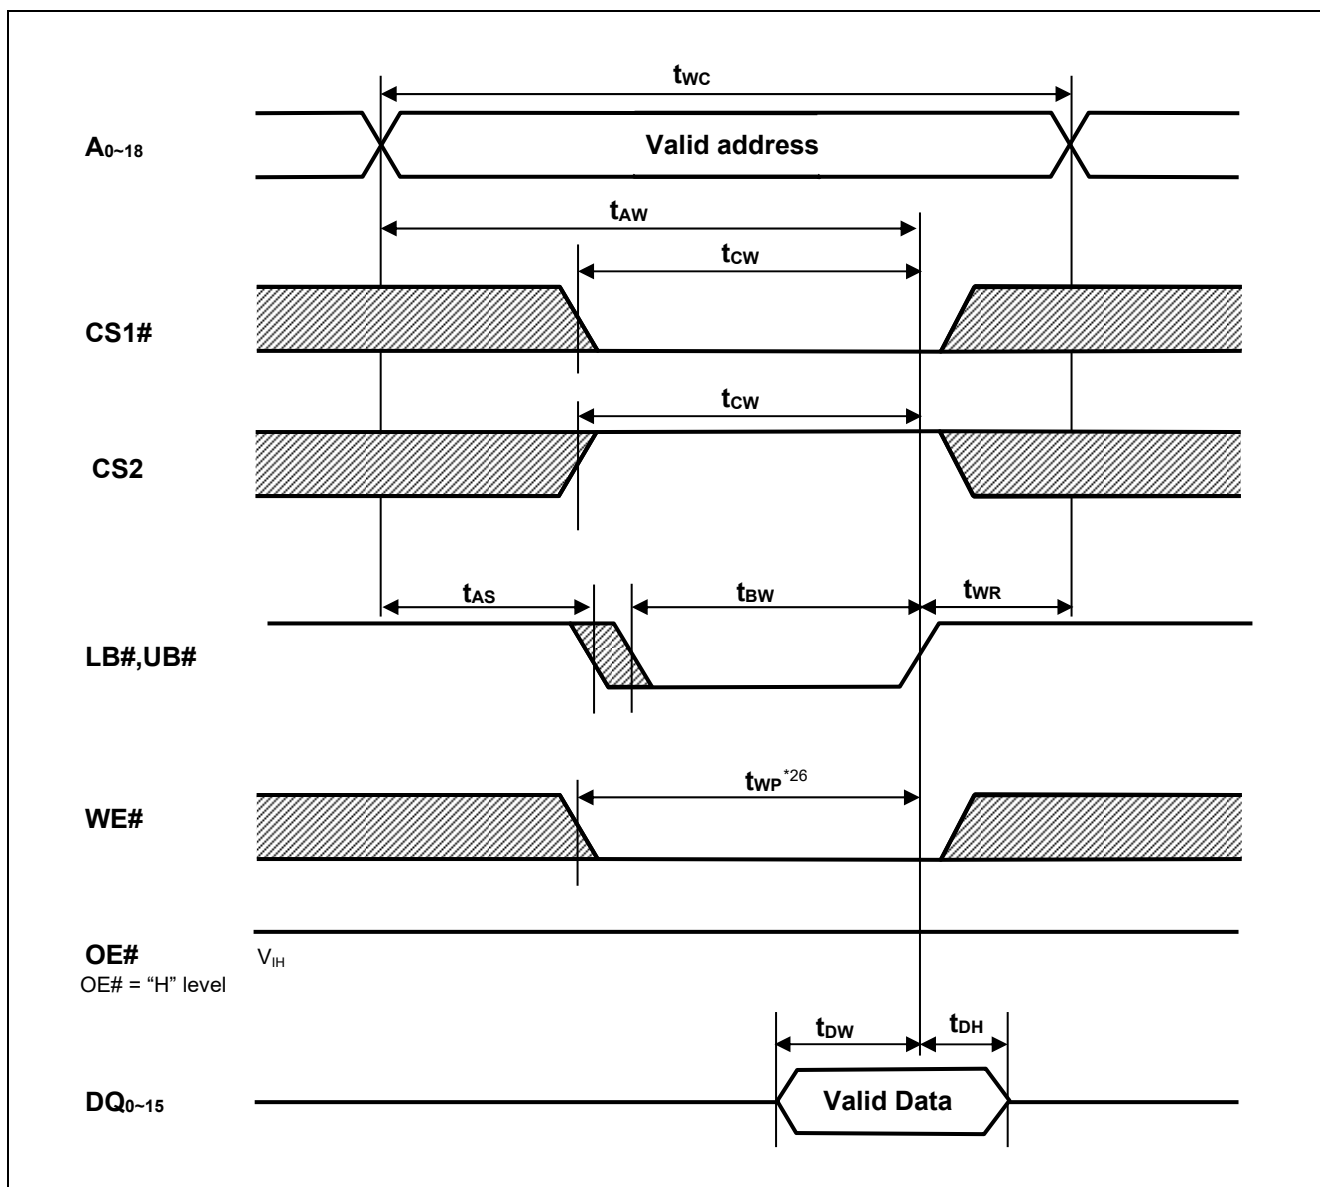 tWC
A0~18
Valid address
tAW
tCW
CS1#
tCW
CS2
tAS
tBW
tWR
LB#,UB#
tWP*26
WE#
OE#
VIH
OE# = “H” level
tDW
tDH
DQ0~15
Valid Data